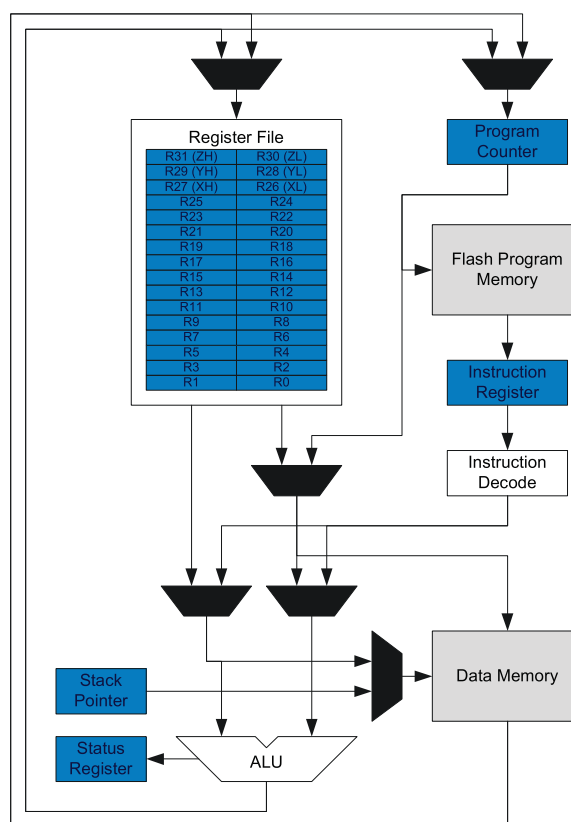 Register File
R31 (ZH) R30 (ZL)
R29 (YH) R28 (YL)
R27 (XH) R26 (XL)
R25 R24
R23 R22
R21 R20
R19 R18
R17 R16
R15 R14
R13 R12
R11 R10
R9 R8
R7 R6
R5 R4
R3 R2
R1 R0
Program
Counter
Flash Program
Memory
Instruction
Register
Instruction
Decode
Stack
Pointer
Data Memory
Status
Register
ALU